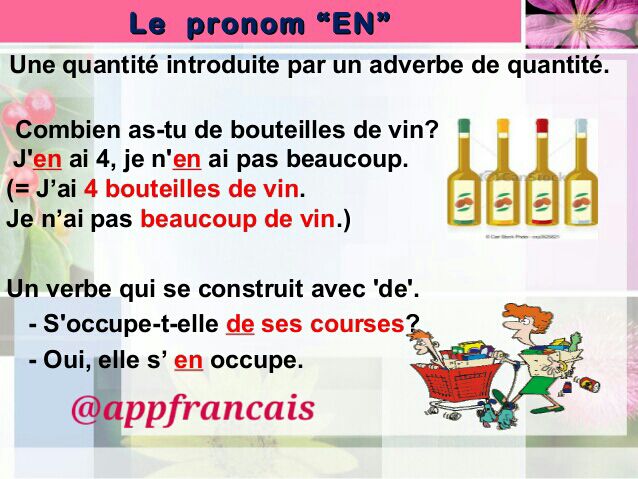 Le pronom “EN”
Une quantité introduite par un adverbe de quantité.
Combien as-tu de bouteilles de vin?
J'en ai 4, je n'en ai pas beaucoup.
(= J’ai 4 bouteilles de vin.
Je n’ai pas beaucoup de vin.)
Un verbe qui se construit avec 'de'.
- S'occupe-t-elle de ses courses?
- Oui, elle s’ en occupe.
@appfrancais